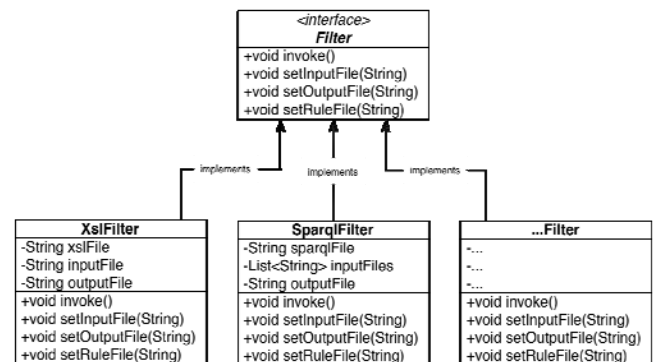 <interface>
Filter
+void invoke()
+void setInputFile(String)
+void setOutputFile(String)
+void setRuleFile(String)
implements
implements
implements
XslFilter
-String xslFile
-String inputFile
-String outputFile
+void invoke()
+void setInputFile(String)
+void setOutputFile(String)
+void setRuleFile(String)
SparqlFilter
-String sparqlFile
-List<String> inputFiles
-String outputFile
+void invoke()
+void setInputFile(String)
+void setOutputFile(String)
+void setRuleFile(String)
...Filter
-...
-...
-...
+void invoke()
+void setInputFile(String)
+void setOutputFile(String)
+void setRuleFile(String)